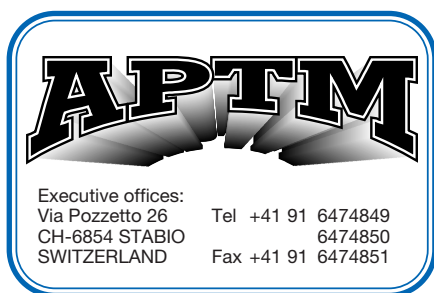 APTM
Executive offices:
Via Pozzetto 26 Tel +41 91 6474849
CH-6854 STABIO 6474850
SWITZERLAND Fax +41 91 6474851